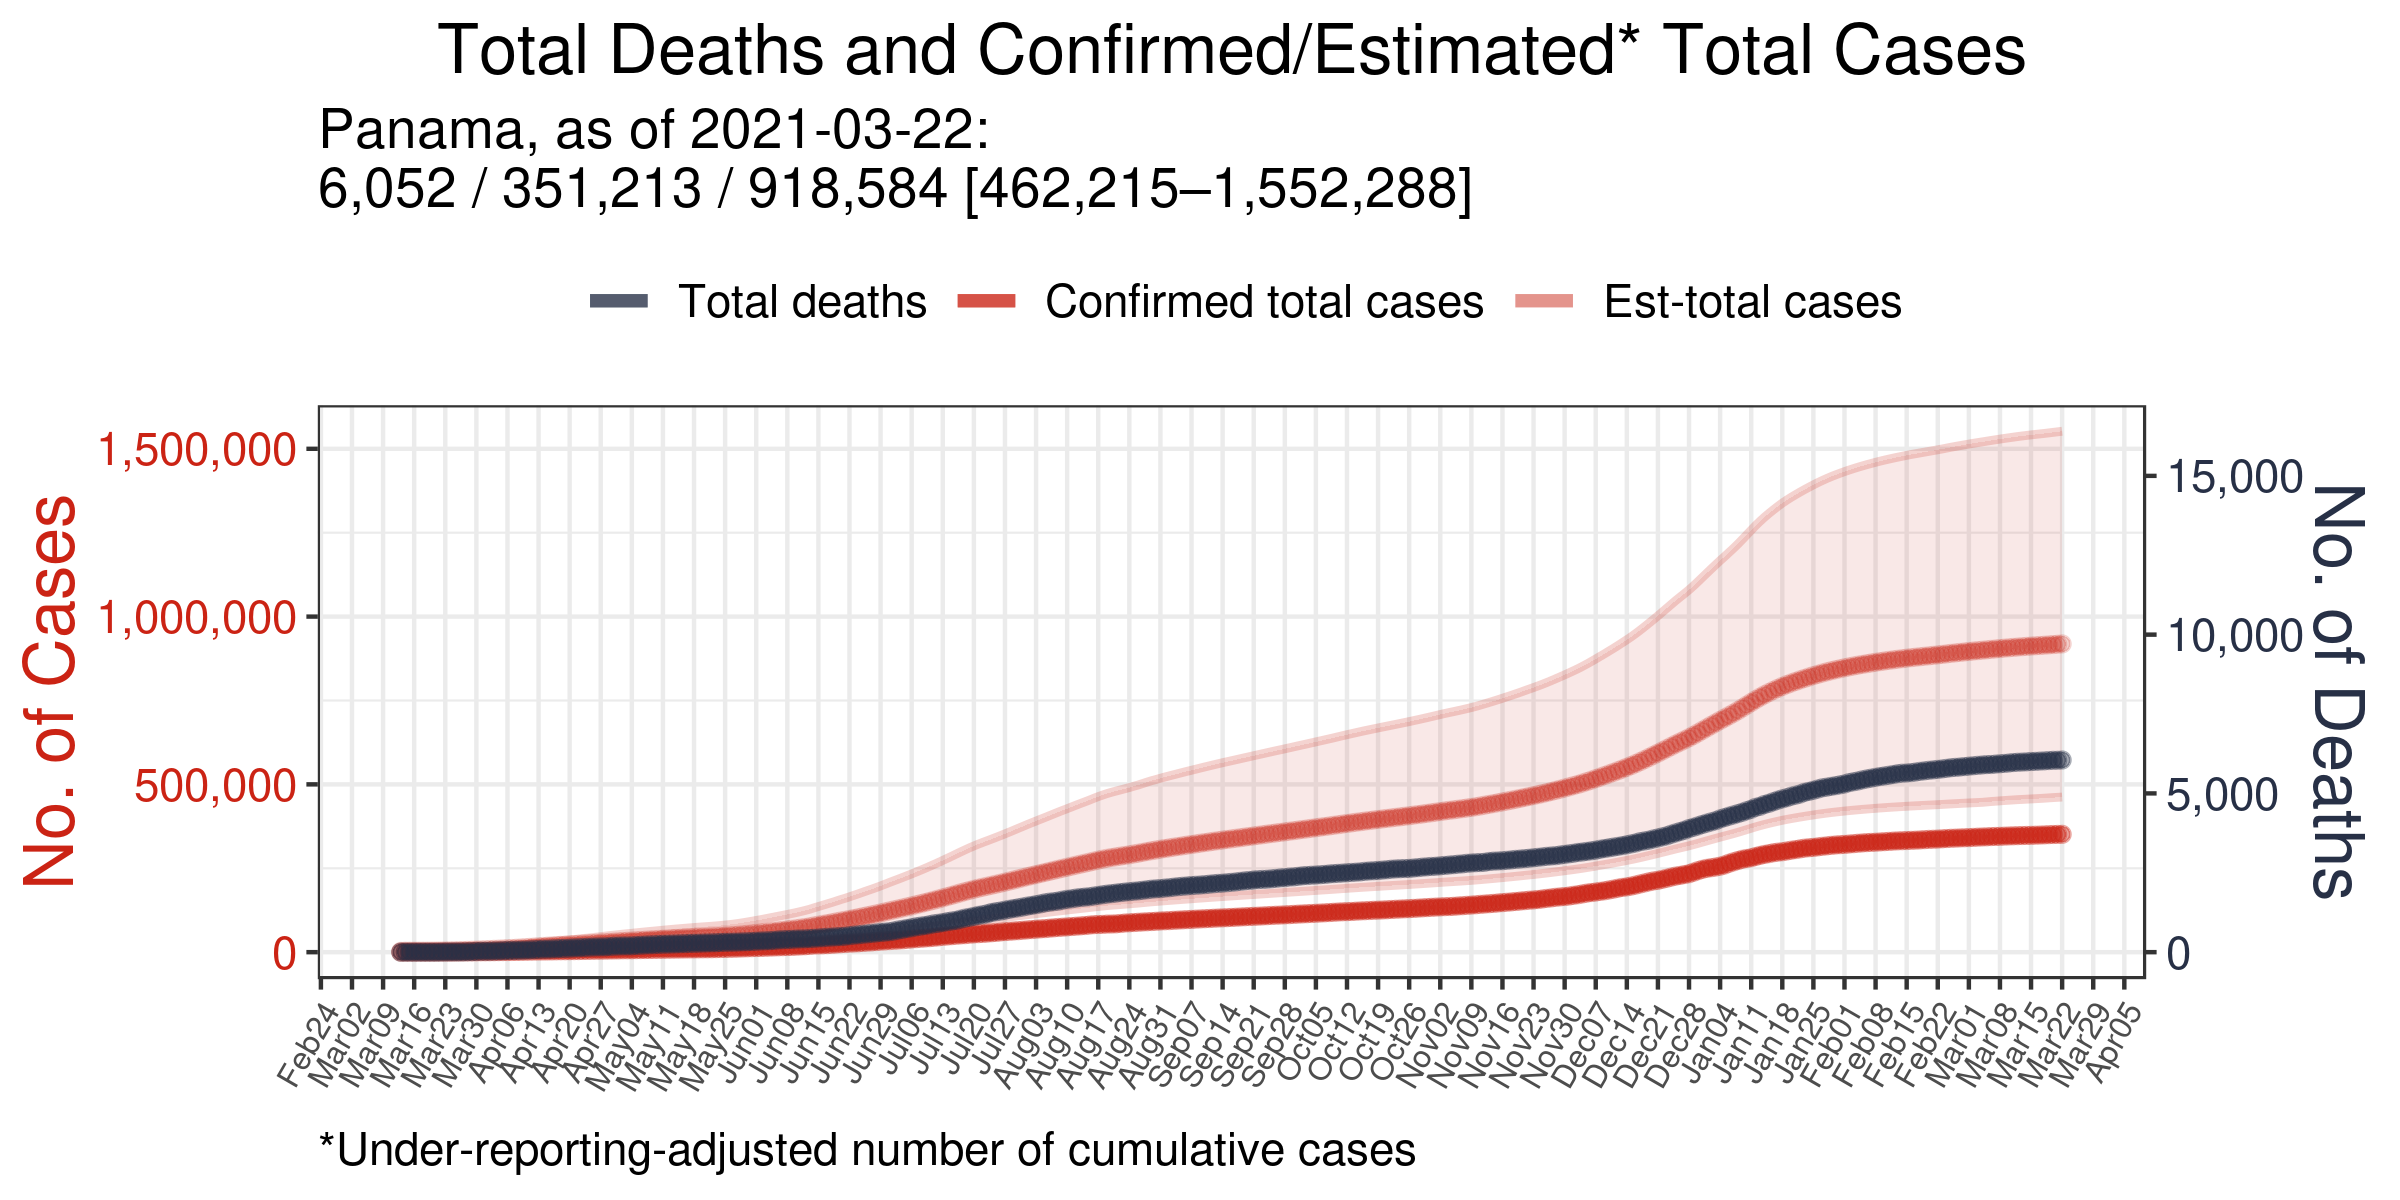 Total Deaths and Confirmed/Estimated* Total Cases
Panama, as of 2021-03-22:
6,052 / 351,213 / 918,584 [462,215–1,552,288]
Total deaths
Confirmed total cases
Est-total cases
No. of Cases
1,500,000
1,000,000
500,000
0
15,000
10,000
5,000
0
No. of Deaths
Feb24
Mar02
Mar09
Mar16
Mar23
Mar30
Apr06
Apr13
Apr20
Apr27
May04
May11
May18
May25
Jun01
Jun08
Jun15
Jun22
Jun29
Jul06
Jul13
Jul20
Jul27
Aug03
Aug10
Aug17
Aug24
Aug31
Sep07
Sep14
Sep21
Sep28
Oct05
Oct12
Oct19
Oct26
Nov02
Nov09
Nov16
Nov23
Nov30
Dec07
Dec14
Dec21
Dec28
Jan04
Jan11
Jan18
Jan25
Feb01
Feb08
Feb15
Feb22
Mar01
Mar08
Mar15
Mar22
Mar29
Apr05
*Under-reporting-adjusted number of cumulative cases